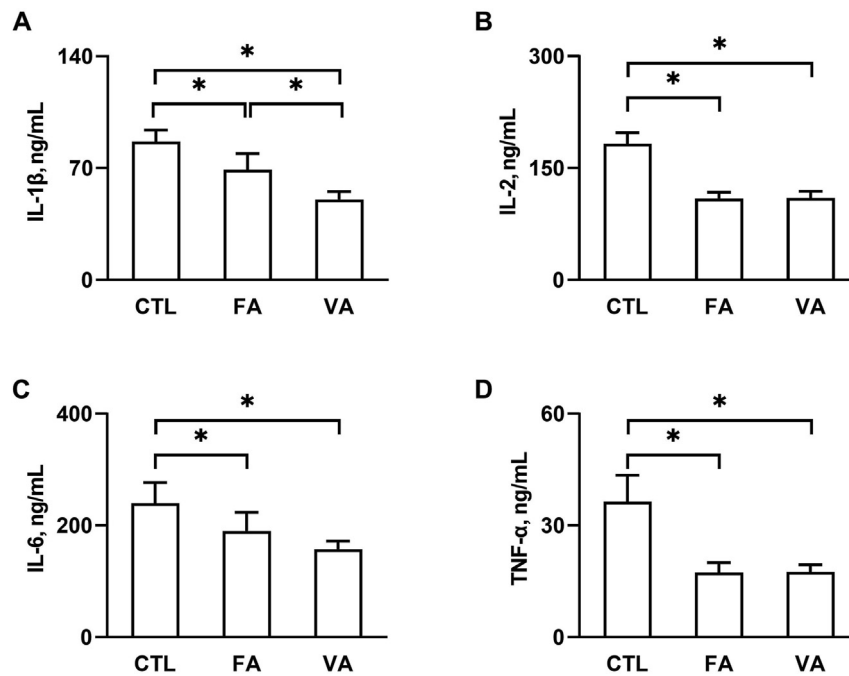 A
IL-1β, ng/mL
140
70
0
*
*
*
CTL FA VA
B
IL-2, ng/mL
300
150
0
*
*
CTL FA VA
C
IL-6, ng/mL
400
200
0
*
*
CTL FA VA
D
TNF-α, ng/mL
60
30
0
*
*
CTL FA VA